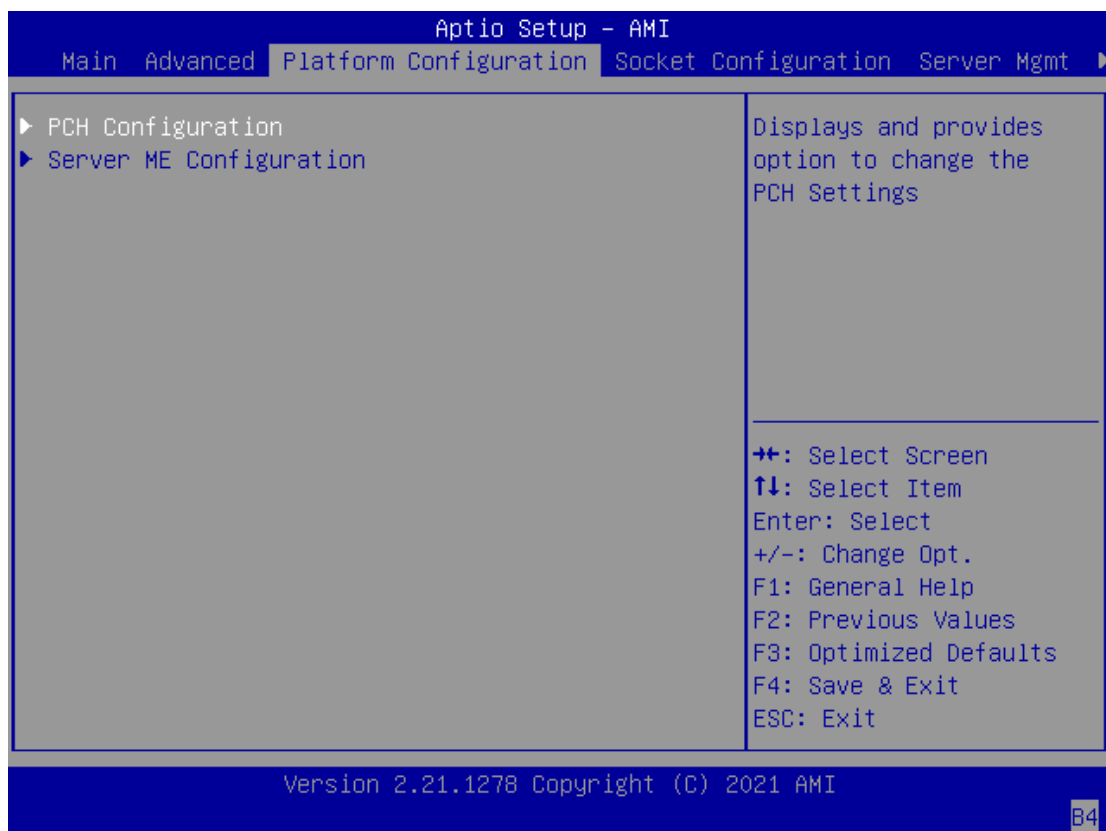 Aptio Setup – AMI
Main Advanced Platform Configuration Socket Configuration Server Mgmt ▶
▶ PCH Configuration
▶ Server ME Configuration
Displays and provides
option to change the
PCH Settings
→←: Select Screen
↑↓: Select Item
Enter: Select
+/-: Change Opt.
F1: General Help
F2: Previous Values
F3: Optimized Defaults
F4: Save & Exit
ESC: Exit
Version 2.21.1278 Copyright (C) 2021 AMI
B4